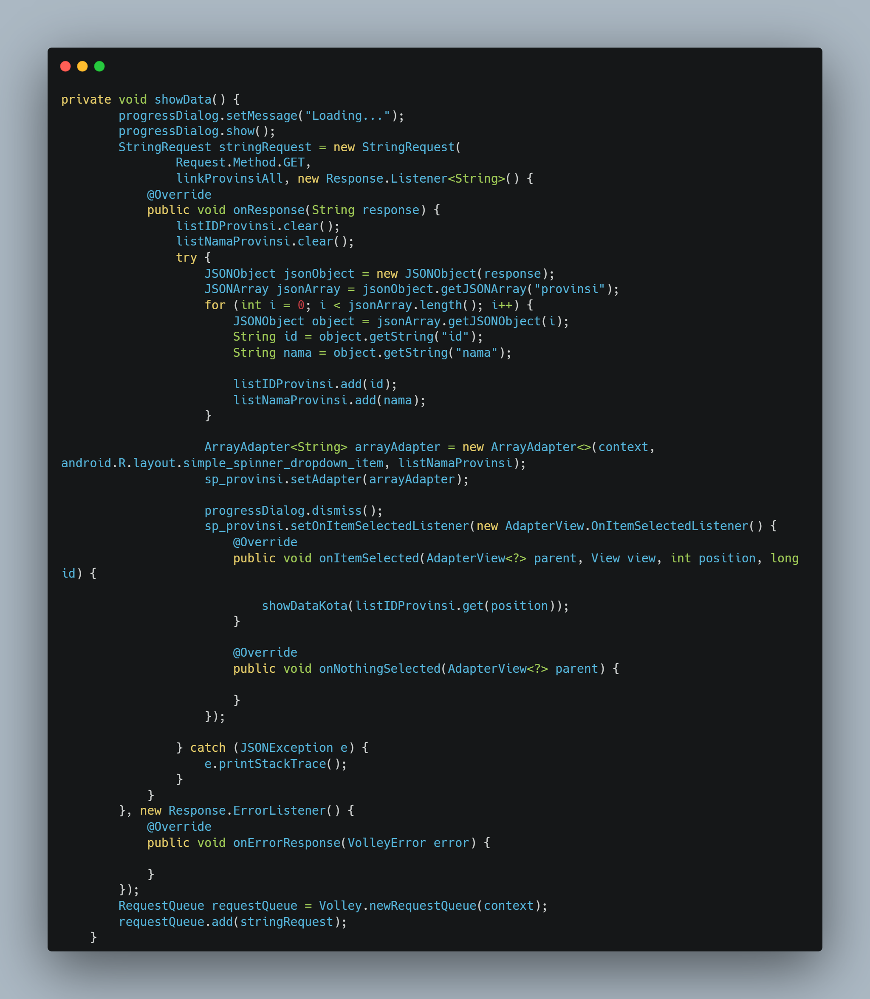 private void showData() {
        progressDialog.setMessage("Loading...");
        progressDialog.show();
        StringRequest stringRequest = new StringRequest(
                Request.Method.GET,
                linkProvinsiAll, new Response.Listener<String>() {
            @Override
            public void onResponse(String response) {
                listIDProvinsi.clear();
                listNamaProvinsi.clear();
                try {
                    JSONObject jsonObject = new JSONObject(response);
                    JSONArray jsonArray = jsonObject.getJSONArray("provinsi");
                    for (int i = 0; i < jsonArray.length(); i++) {
                        JSONObject object = jsonArray.getJSONObject(i);
                        String id = object.getString("id");
                        String nama = object.getString("nama");

                        listIDProvinsi.add(id);
                        listNamaProvinsi.add(nama);
                    }

                    ArrayAdapter<String> arrayAdapter = new ArrayAdapter<>(context,
android.R.layout.simple_spinner_dropdown_item, listNamaProvinsi);
                    sp_provinsi.setAdapter(arrayAdapter);

                    progressDialog.dismiss();
                    sp_provinsi.setOnItemSelectedListener(new AdapterView.OnItemSelectedListener() {
                        @Override
                        public void onItemSelected(AdapterView<?> parent, View view, int position, long
id) {

                            showDataKota(listIDProvinsi.get(position));
                        }

                        @Override
                        public void onNothingSelected(AdapterView<?> parent) {

                        }
                    });

                } catch (JSONException e) {
                    e.printStackTrace();
                }
            }
        }, new Response.ErrorListener() {
            @Override
            public void onErrorResponse(VolleyError error) {

            }
        });
        RequestQueue requestQueue = Volley.newRequestQueue(context);
        requestQueue.add(stringRequest);
    }